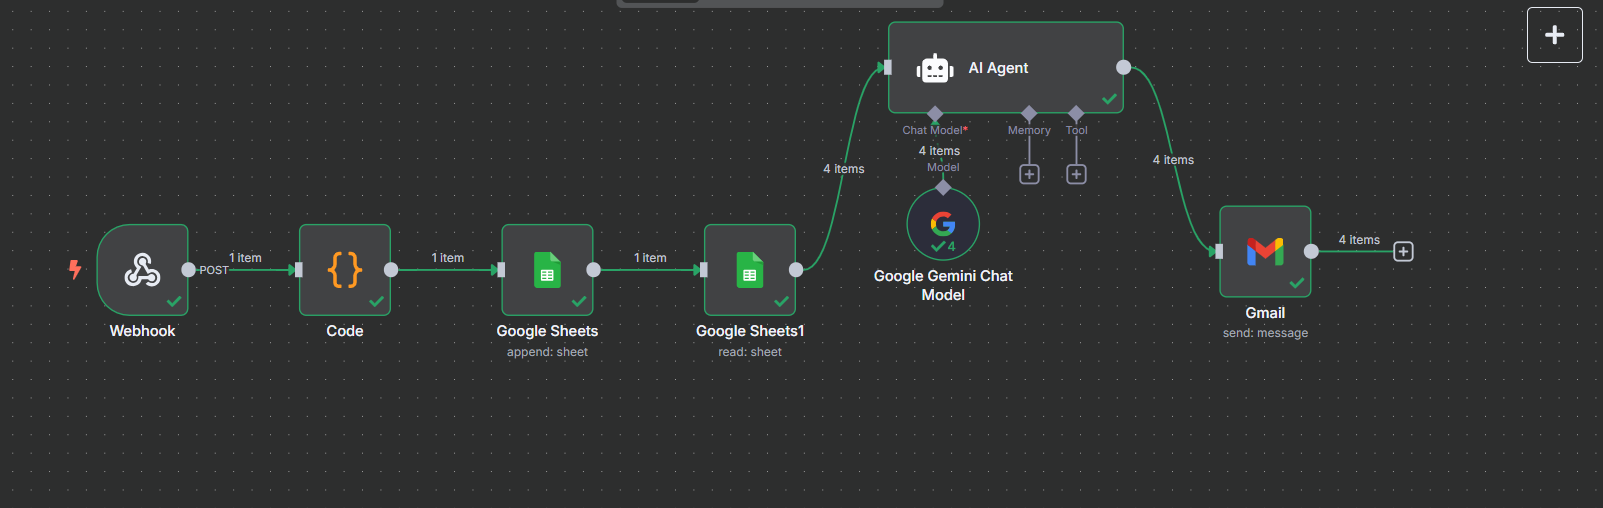 AI Agent
Chat Model*
Memory
Tool
4 items
Model
4 items
4 items
4
Google Gemini Chat
Model
POST
1 item
1 item
1 item
4 items
Webhook
Code
Google Sheets
append: sheet
Google Sheets1
read: sheet
Gmail
send: message